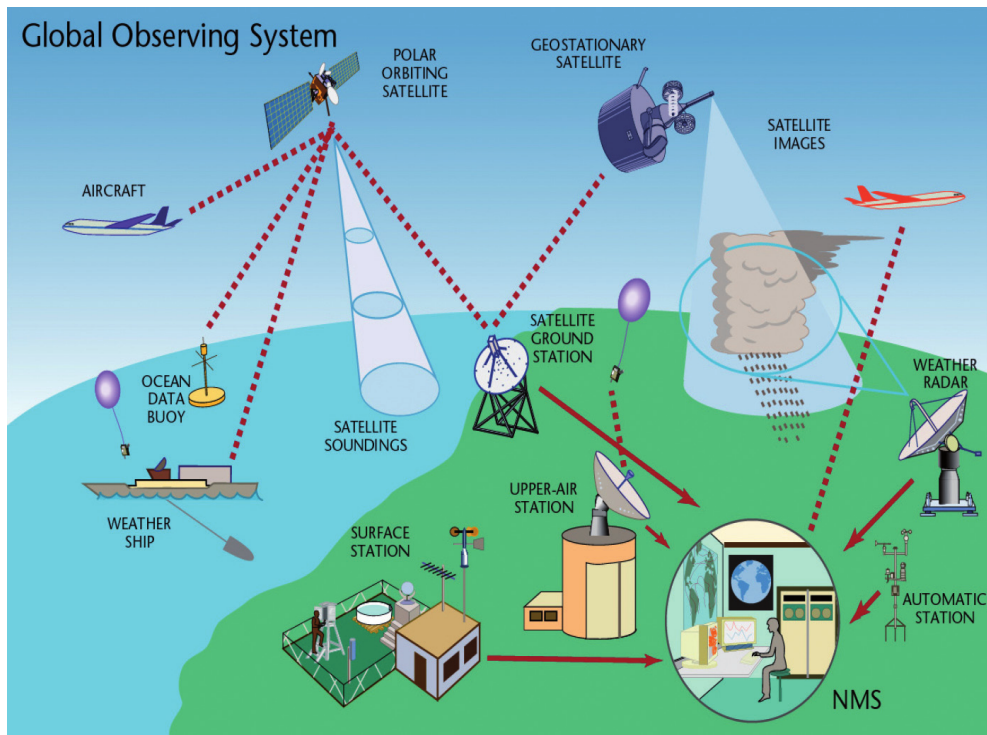 Global Observing System
POLAR
ORBITING
SATELLITE
GEOSTATIONARY
SATELLITE
SATELLITE
IMAGES
AIRCRAFT
SATELLITE
GROUND
STATION
WEATHER
RADAR
OCEAN
DATA
BUOY
SATELLITE
SOUNDINGS
UPPER-AIR
STATION
WEATHER
SHIP
SURFACE
STATION
AUTOMATIC
STATION
NMS